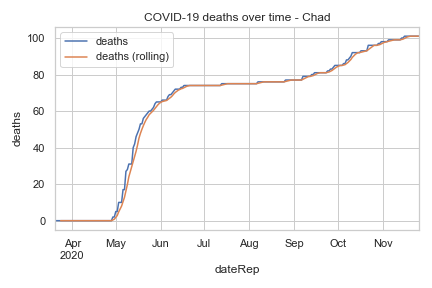 COVID-19 deaths over time - Chad
deaths
deaths (rolling)
100
80
60
40
20
0
deaths
Apr May Jun Jul Aug Sep Oct Nov
2020
dateRep